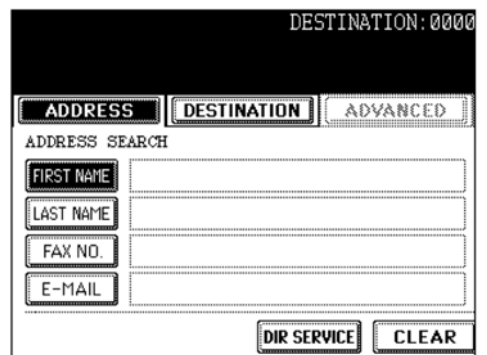 DESTINATION:0000
ADDRESS DESTINATION ADVANCED
ADDRESS SEARCH
FIRST NAME
LAST NAME
FAX NO.
E-MAIL
DIR SERVICE CLEAR